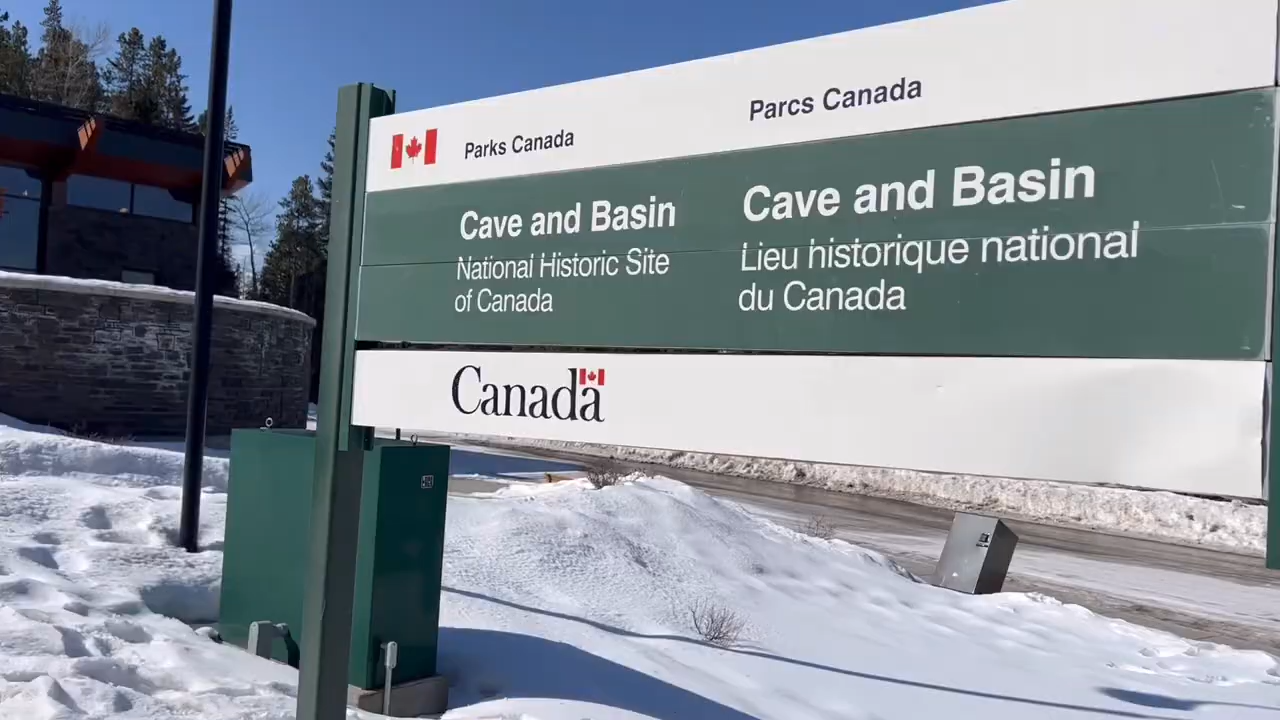 Parks Canada
Parcs Canada
Cave and Basin
National Historic Site
of Canada
Cave and Basin
Lieu historique national
du Canada
Canada